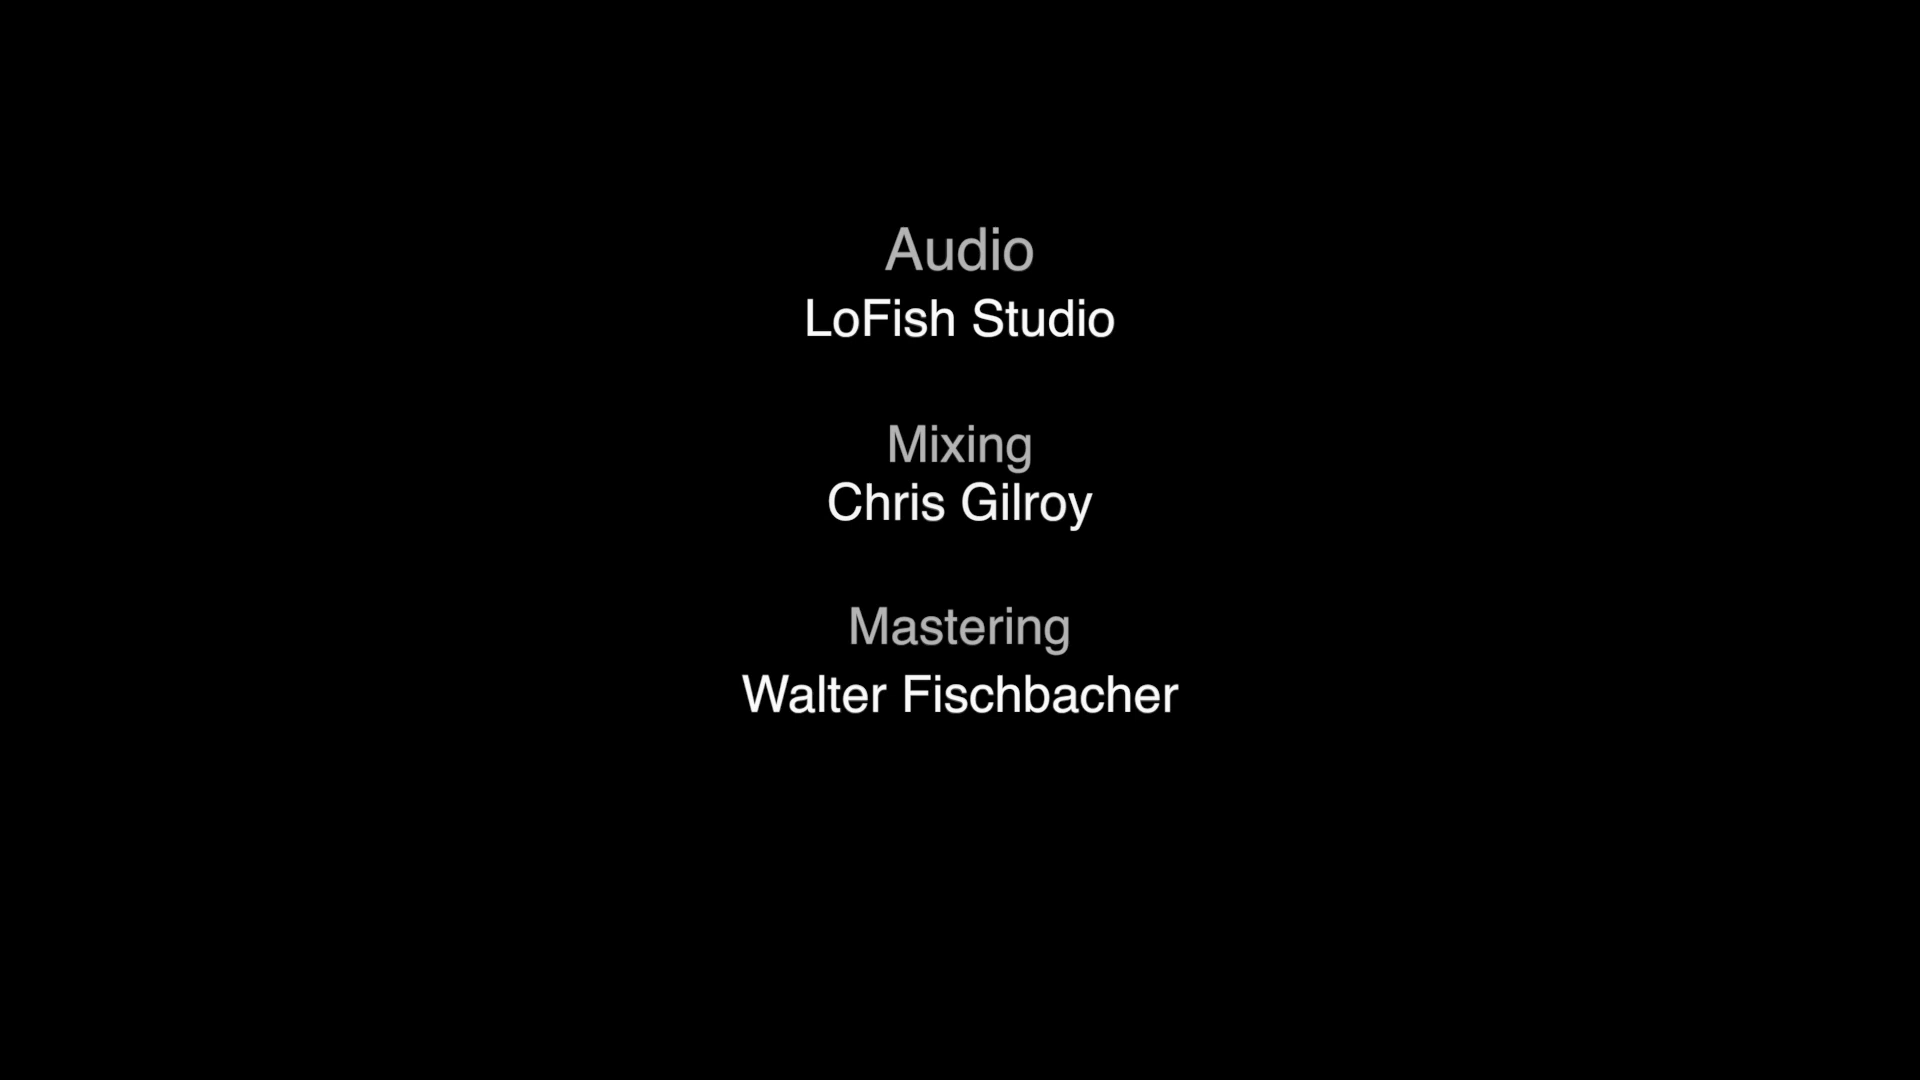 Audio
LoFish Studio
Mixing
Chris Gilroy
Mastering
Walter Fischbacher